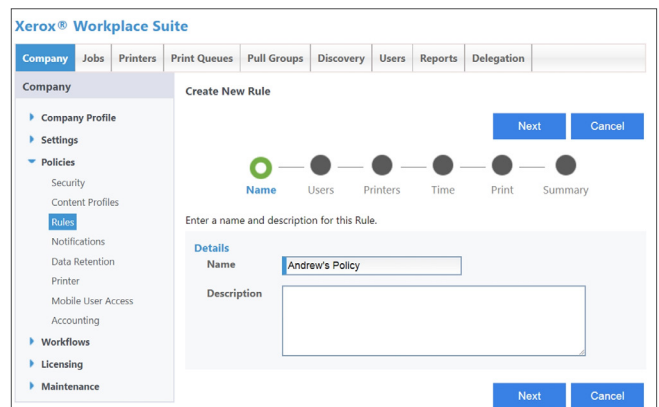 Xerox® Workplace Suite
Company Jobs Printers Print Queues Pull Groups Discovery Users Reports Delegation
Company
Company Profile
Settings
Policies
Security
Content Profiles
Rules
Notifications
Data Retention
Printer
Mobile User Access
Accounting
Workflows
Licensing
Maintenance
Create New Rule
Next Cancel
Name Users Printers Time Print Summary
Enter a name and description for this Rule.
Details
Name Andrew's Policy
Description
Next Cancel